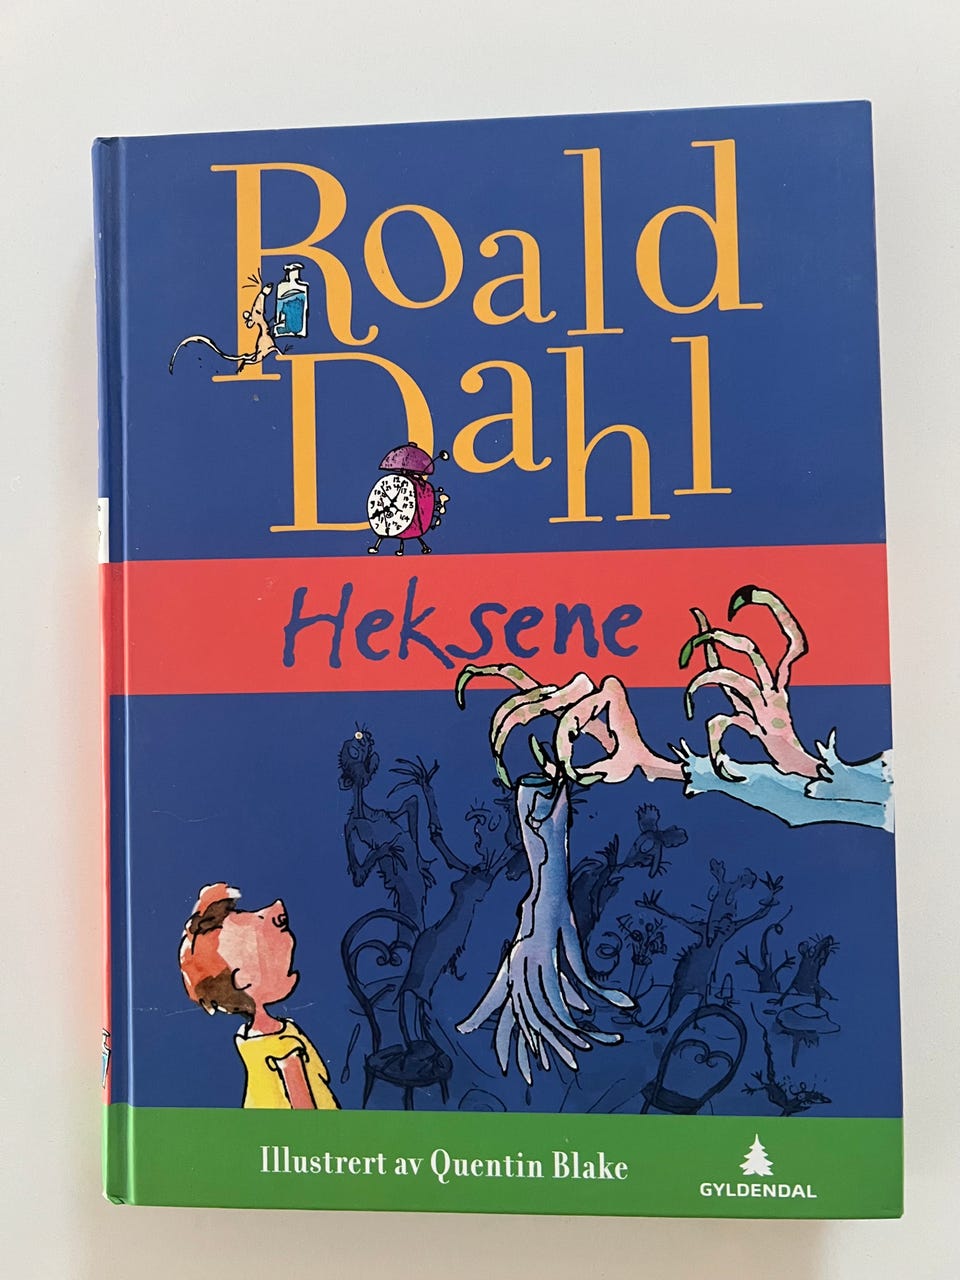 Roald
Dahl
Heksene
Illustrert av Quentin Blake
GYLDENDAL